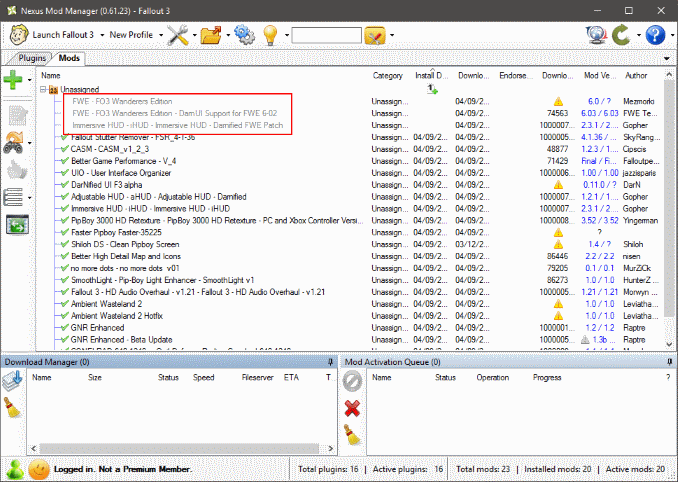 Nexus Mod Manager (0.61.23) - Fallout 3
Launch Fallout 3 New Profile
Plugins Mods
Name Category Install D... Downlo... Endorse... Downlo... Mod Ve... Author
Unassigned 1
FWE - FO3 Wanderers Edition Unassign... 04/09/2... 6.0 / ? Mezmorki
FWE - FO3 Wanderers Edition - DamUI Support for FWE 6-02 Unassign... 04/09/2... 74563 6.03 / 6.03 FWE Te...
Immersive HUD - iHUD - Immersive HUD - Darnified FWE Patch Unassign... 04/09/2... 1000007... 2.3.1 / 2.... Gopher
Fallout Stutter Remover - FSR_4-1-36 Unassign... 04/09/2... 04/09/2... 1000008... 4.1.36 / ... SkyRang...
CASM - CASM_v1_2_3 Unassign... 04/09/2... 04/09/2... 48877 1.2.3 / 1.... Cipscis
Better Game Performance - V_4 Unassign... 04/09/2... 04/09/2... 71429 final / Fi... Falloutpe...
UIO - User Interface Organizer Unassign... 04/09/2... 04/09/2... 1000006... 1.00 / 1.00 jazzieparis
DarNified UI F3 alpha Unassign... 04/09/2... 04/09/2... 0.11.0 / ? DarN
Adjustable HUD - aHUD - Adjustable HUD - Darnified Unassign... 04/09/2... 04/09/2... 1000007... 1.2.1 / 1.... Gopher
Immersive HUD - iHUD - Immersive HUD - iHUD Unassign... 04/09/2... 04/09/2... 1000007... 2.3.1 / 2.... Gopher
PipBoy 3000 HD Retexture - PipBoy 3000 HD Retexture - PC and Xbox Controller Versi... Unassign... 04/09/2... 04/09/2... 1000008... 3.52 / 3.52 Yingerman
Faster Pipboy Faster-35225 Unassign... 04/09/2... 04/09/2... ?
Shiloh DS - Clean Pipboy Screen Unassign... 04/09/2... 03/12/2... 1.4 / ? Shiloh
Better High Detail Map and Icons Unassign... 04/09/2... 04/09/2... 86446 2.2 / 2.2 nisen
no more dots - no more dots v01 Unassign... 04/09/2... 04/09/2... 79205 0.1 / 0.1 MurZiCk
SmoothLight - Pip-Boy Light Enhancer - SmoothLight v1 Unassign... 04/09/2... 04/09/2... 86273 1.0 / 1.0 HunterZ
Fallout 3 - HD Audio Overhaul - v1.21 - Fallout 3 - HD Audio Overhaul - v1.21 Unassign... 04/09/2... 04/09/2... 1000008... 1.21 / 1.21 Morwyn ...
Ambient Wasteland 2 Unassign... 04/09/2... 04/09/2... 1.0 / 1.0 Leviatha...
Ambient Wasteland 2 Hotfix Unassign... 04/09/2... 04/09/2... 1.0 / 1.0 Leviatha...
GNR Enhanced Unassign... 04/09/2... 04/09/2... 1000001... 1.2 / 1.2 Raptre
GNR Enhanced - Beta Update Unassign... 04/09/2... 04/09/2... 1000001... 1.3b ... Raptre
Download Manager (0) Mod Activation Queue (0)
Name Size Status Speed Fileserver ETA T... Name Status Operation Progress ?
Logged in. Not a Premium Member. Total plugins: 16 | Active plugins: 16 Total mods: 23 | Installed mods: 20 | Active mods: 20